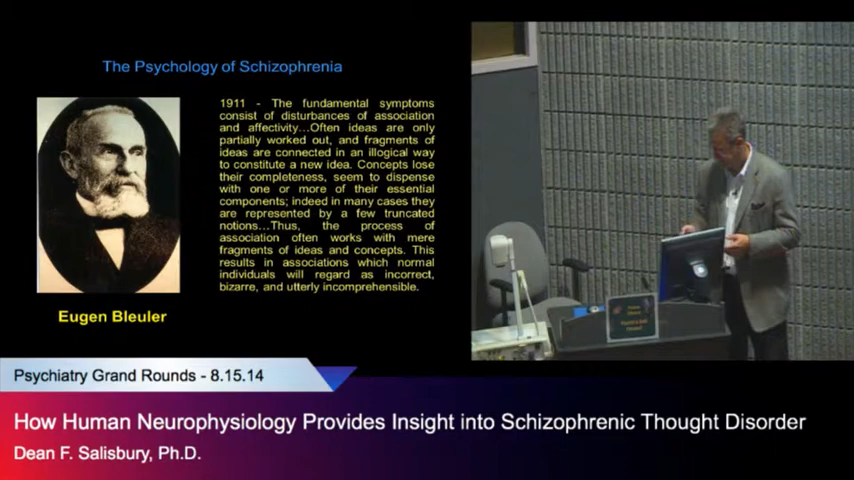 The Psychology of Schizophrenia
1911 - The fundamental symptoms
consist of disturbances of association
and affectivity…Often ideas are only
partially worked out, and fragments of
ideas are connected in an illogical way
to constitute a new idea. Concepts lose
their completeness, seem to dispense
with one or more of their essential
components; indeed in many cases they
are represented by a few truncated
notions…Thus, the process of
association often works with mere
fragments of ideas and concepts. This
results in associations which normal
individuals will regard as incorrect,
bizarre, and utterly incomprehensible.
Eugen Bleuler
Psychiatry Grand Rounds - 8.15.14
How Human Neurophysiology Provides Insight into Schizophrenic Thought Disorder
Dean F. Salisbury, Ph.D.